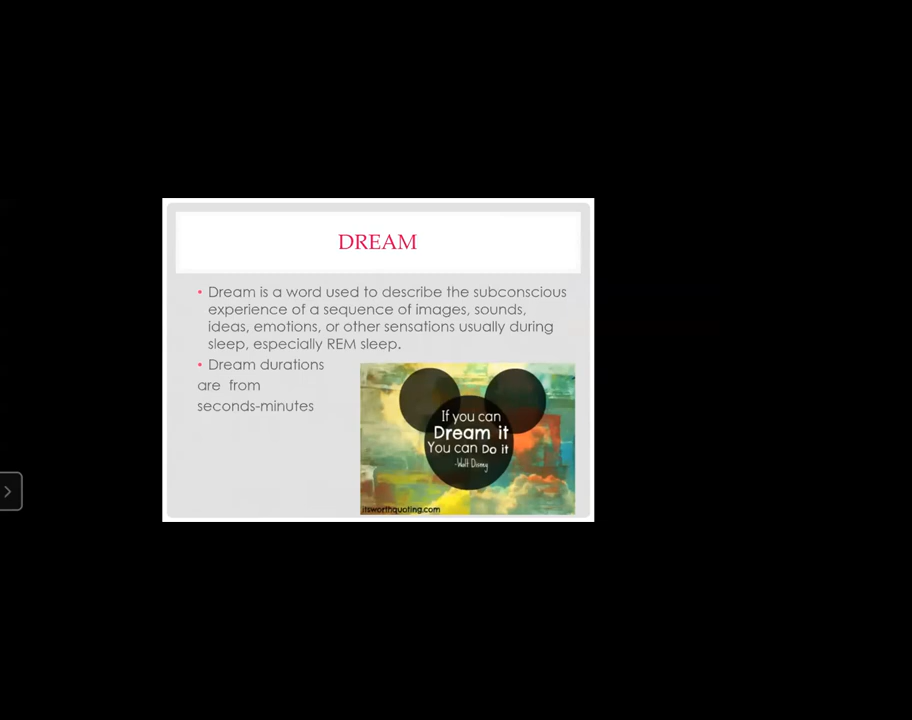 DREAM
• Dream is a word used to describe the subconscious
experience of a sequence of images, sounds,
ideas, emotions, or other sensations usually during
sleep, especially REM sleep.
• Dream durations
are from
seconds-minutes
If you can
Dream it
You can Do it
-Walt Disney
itsworthquoting.com